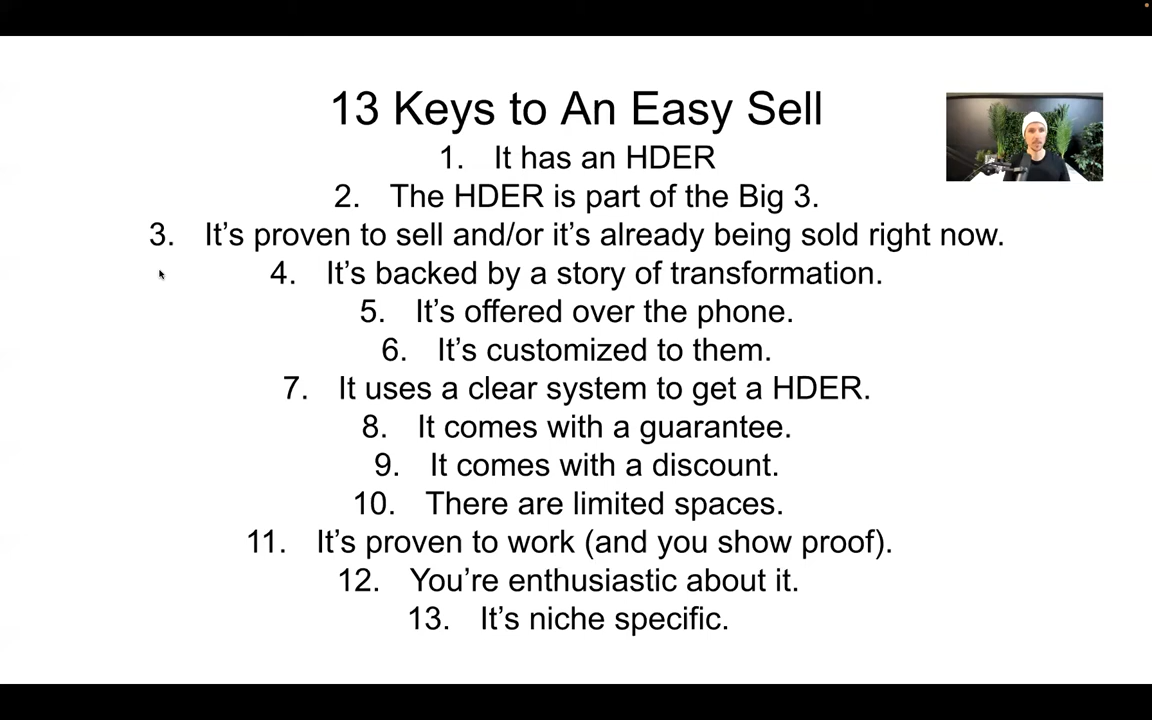 13 Keys to An Easy Sell
1. It has an HDER
2. The HDER is part of the Big 3.
3. It’s proven to sell and/or it’s already being sold right now.
4. It’s backed by a story of transformation.
5. It’s offered over the phone.
6. It’s customized to them.
7. It uses a clear system to get a HDER.
8. It comes with a guarantee.
9. It comes with a discount.
10. There are limited spaces.
11. It’s proven to work (and you show proof).
12. You’re enthusiastic about it.
13. It’s niche specific.